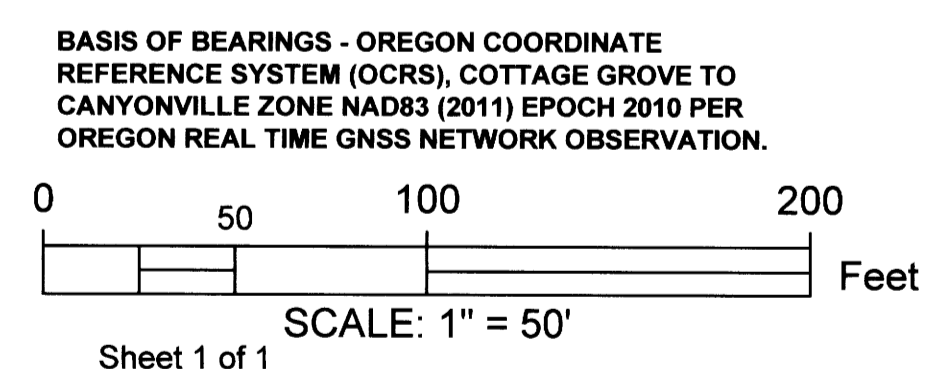 BASIS OF BEARINGS - OREGON COORDINATE
REFERENCE SYSTEM (OCRS), COTTAGE GROVE TO
CANYONVILLE ZONE NAD83 (2011) EPOCH 2010 PER
OREGON REAL TIME GNSS NETWORK OBSERVATION.
0 50 100 200
Feet
SCALE: 1" = 50'
Sheet 1 of 1